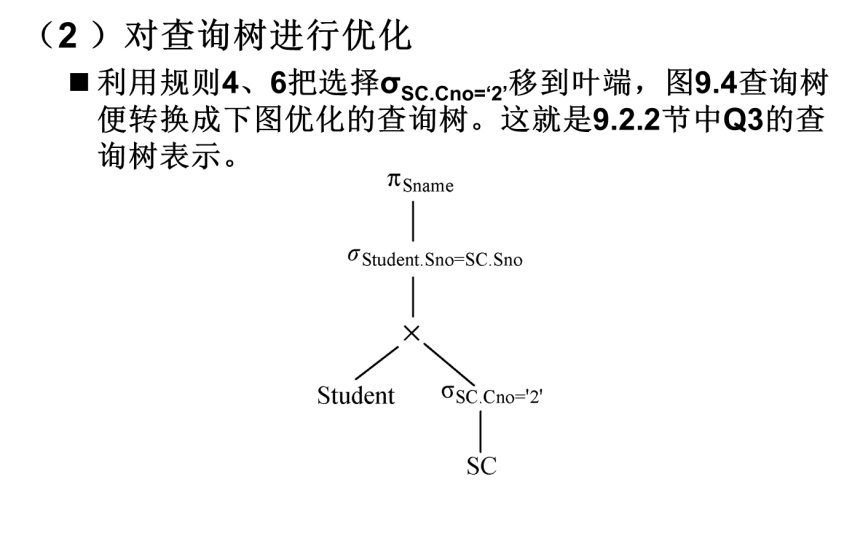 （2 ）对查询树进行优化
■ 利用规则4、6把选择σSC.Cno=‘2’移到叶端，图9.4查询树
便转换成下图优化的查询树。这就是9.2.2节中Q3的查
询树表示。
πSname
σStudent.Sno=SC.Sno
×
Student σSC.Cno='2'
SC